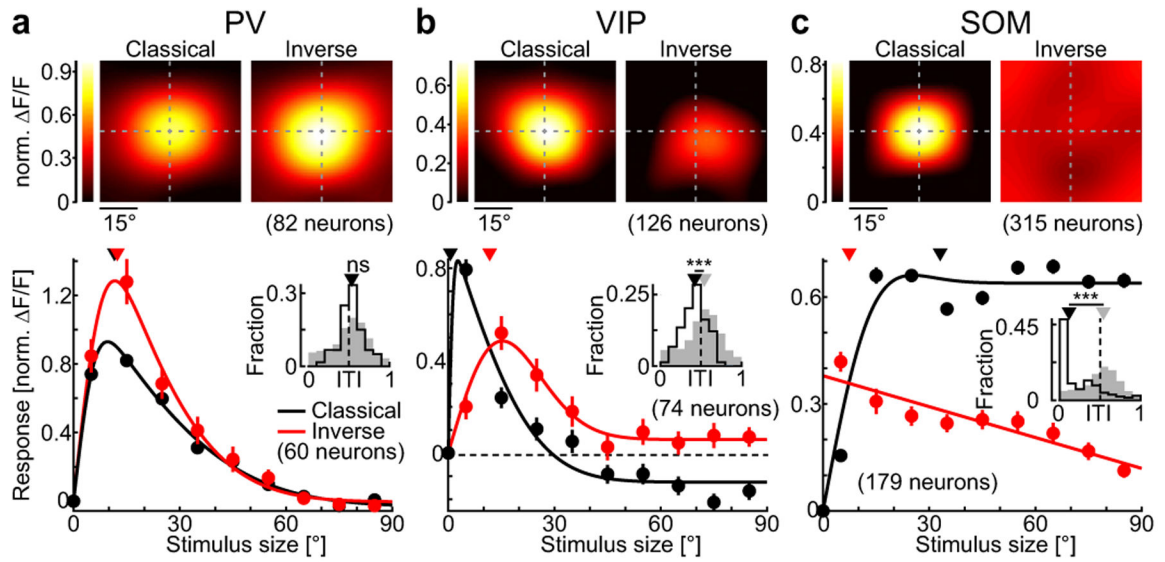 a PV
Classical Inverse
norm. ΔF/F
0.9
0.6
0.3
0
15°
(82 neurons)
b VIP
Classical Inverse
0.6
0.4
0.2
0
15°
(126 neurons)
c SOM
Classical Inverse
0.8
0.4
0
15°
(315 neurons)
Response [norm. ΔF/F]
1.2
0.8
0.4
0
0 30 60 90
Stimulus size [°]
ns
Fraction
0.3
0
0 ITI 1
Classical
Inverse
(60 neurons)
0.8
0.4
0
0 30 60 90
Stimulus size [°]
***
Fraction
0.25
0
0 ITI 1
(74 neurons)
0.6
0.3
0
0 30 60 90
Stimulus size [°]
***
Fraction
0.45
0
0 ITI 1
(179 neurons)